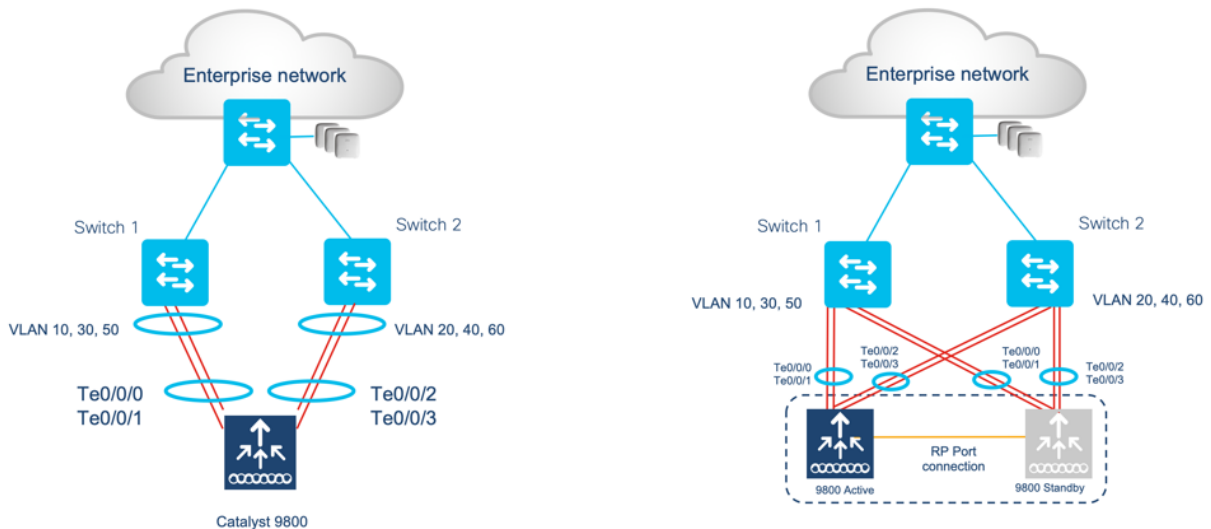 Enterprise network
Switch 1
Switch 2
VLAN 10, 30, 50
VLAN 20, 40, 60
Te0/0/0
Te0/0/1
Te0/0/2
Te0/0/3
Catalyst 9800
Enterprise network
Switch 1
Switch 2
VLAN 10, 30, 50
VLAN 20, 40, 60
Te0/0/0
Te0/0/1
Te0/0/2
Te0/0/3
Te0/0/0
Te0/0/1
Te0/0/2
Te0/0/3
RP Port
connection
9800 Active
9800 Standby